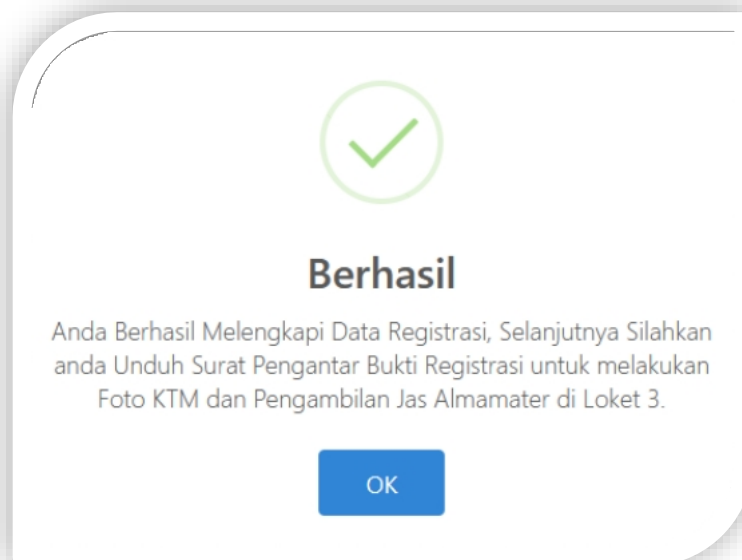 Berhasil
Anda Berhasil Melengkapi Data Registrasi, Selanjutnya Silahkan
anda Unduh Surat Pengantar Bukti Registrasi untuk melakukan
Foto KTM dan Pengambilan Jas Almamater di Loket 3.
OK